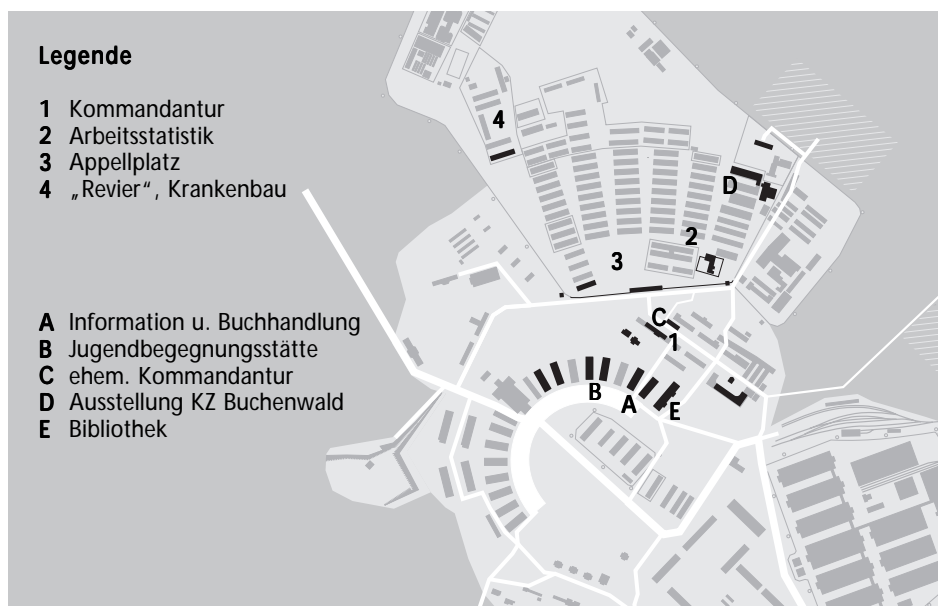 Legende
1 Kommandantur
2 Arbeitsstatistik
3 Appellplatz
4 „Revier“, Krankenbau
A Information u. Buchhandlung
B Jugendbegegnungsstätte
C ehem. Kommandantur
D Ausstellung KZ Buchenwald
E Bibliothek
4
D
2
3
C
1
B
A
E